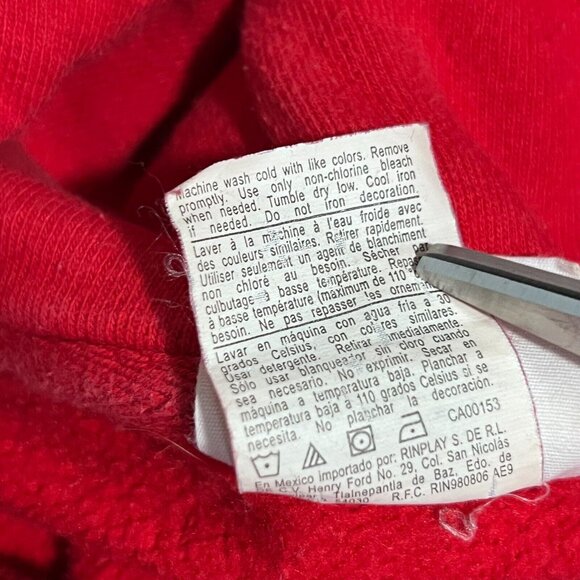 Machine wash cold with like colors. Remove
promptly. Use only non-chlorine bleach
when needed. Tumble dry low. Cool iron
if needed. Do not iron decoration.
Laver à la machine à l'eau froide avec
des couleurs similaires. Retirer rapidement.
Utiliser seulement un agent de blanchiment
non chloré au besoin. Sécher par
culbutage à basse température. Repasser
à basse température (maximum de 110
besoin. Ne pas repasser les
Lavar en máquina con agua fria a 30
grados Celsius, con colores similares.
Usar detergente. Retirar inmediatamente.
Sólo usar blanqueador sin cloro cuando
sea necesario. No exprimir. Secar en
máquina a temperatura baja. Planchar a
temperatura baja à 110 grados Celsius si se
necesita. No planchar la decoración.
CA00153
En Mexico Importado por: RINPLAY S. DE R.L.
C.V. Henry Ford No. 29, Col. San Nicolás
Tlalnepantla de Baz, Edo. de
54030 R.F.C. RIN980806 AE9